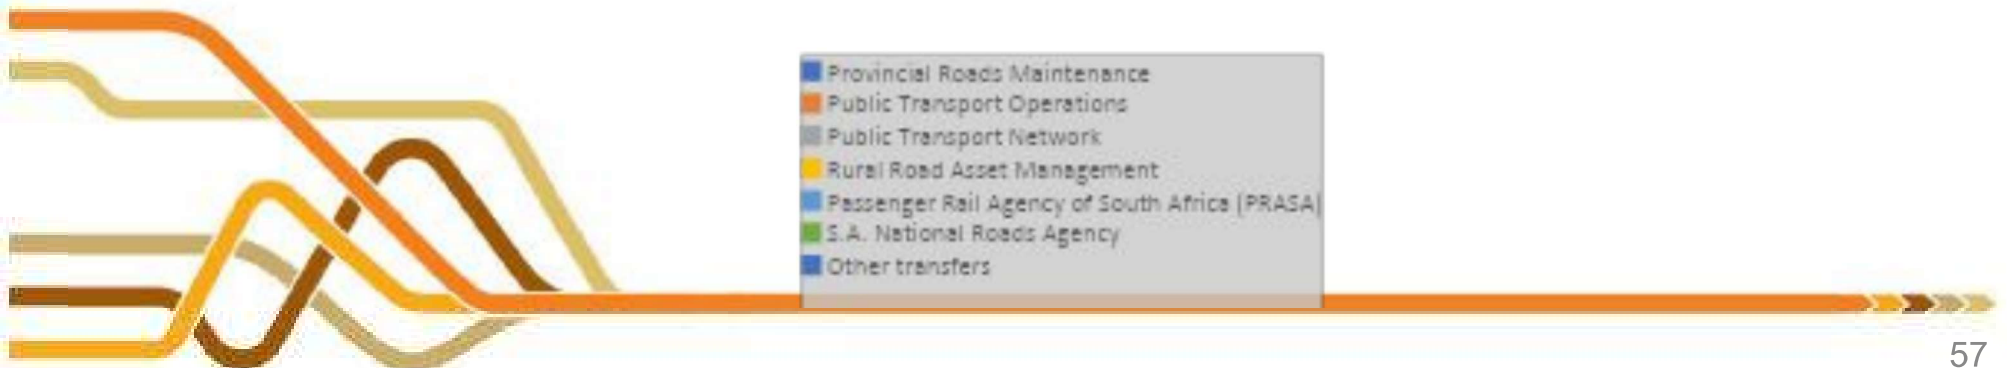 Provincial Roads Maintenance
Public Transport Operations
Public Transport Network
Rural Road Asset Management
Passenger Rail Agency of South Africa (PRASA)
S.A. National Roads Agency
Other transfers
57